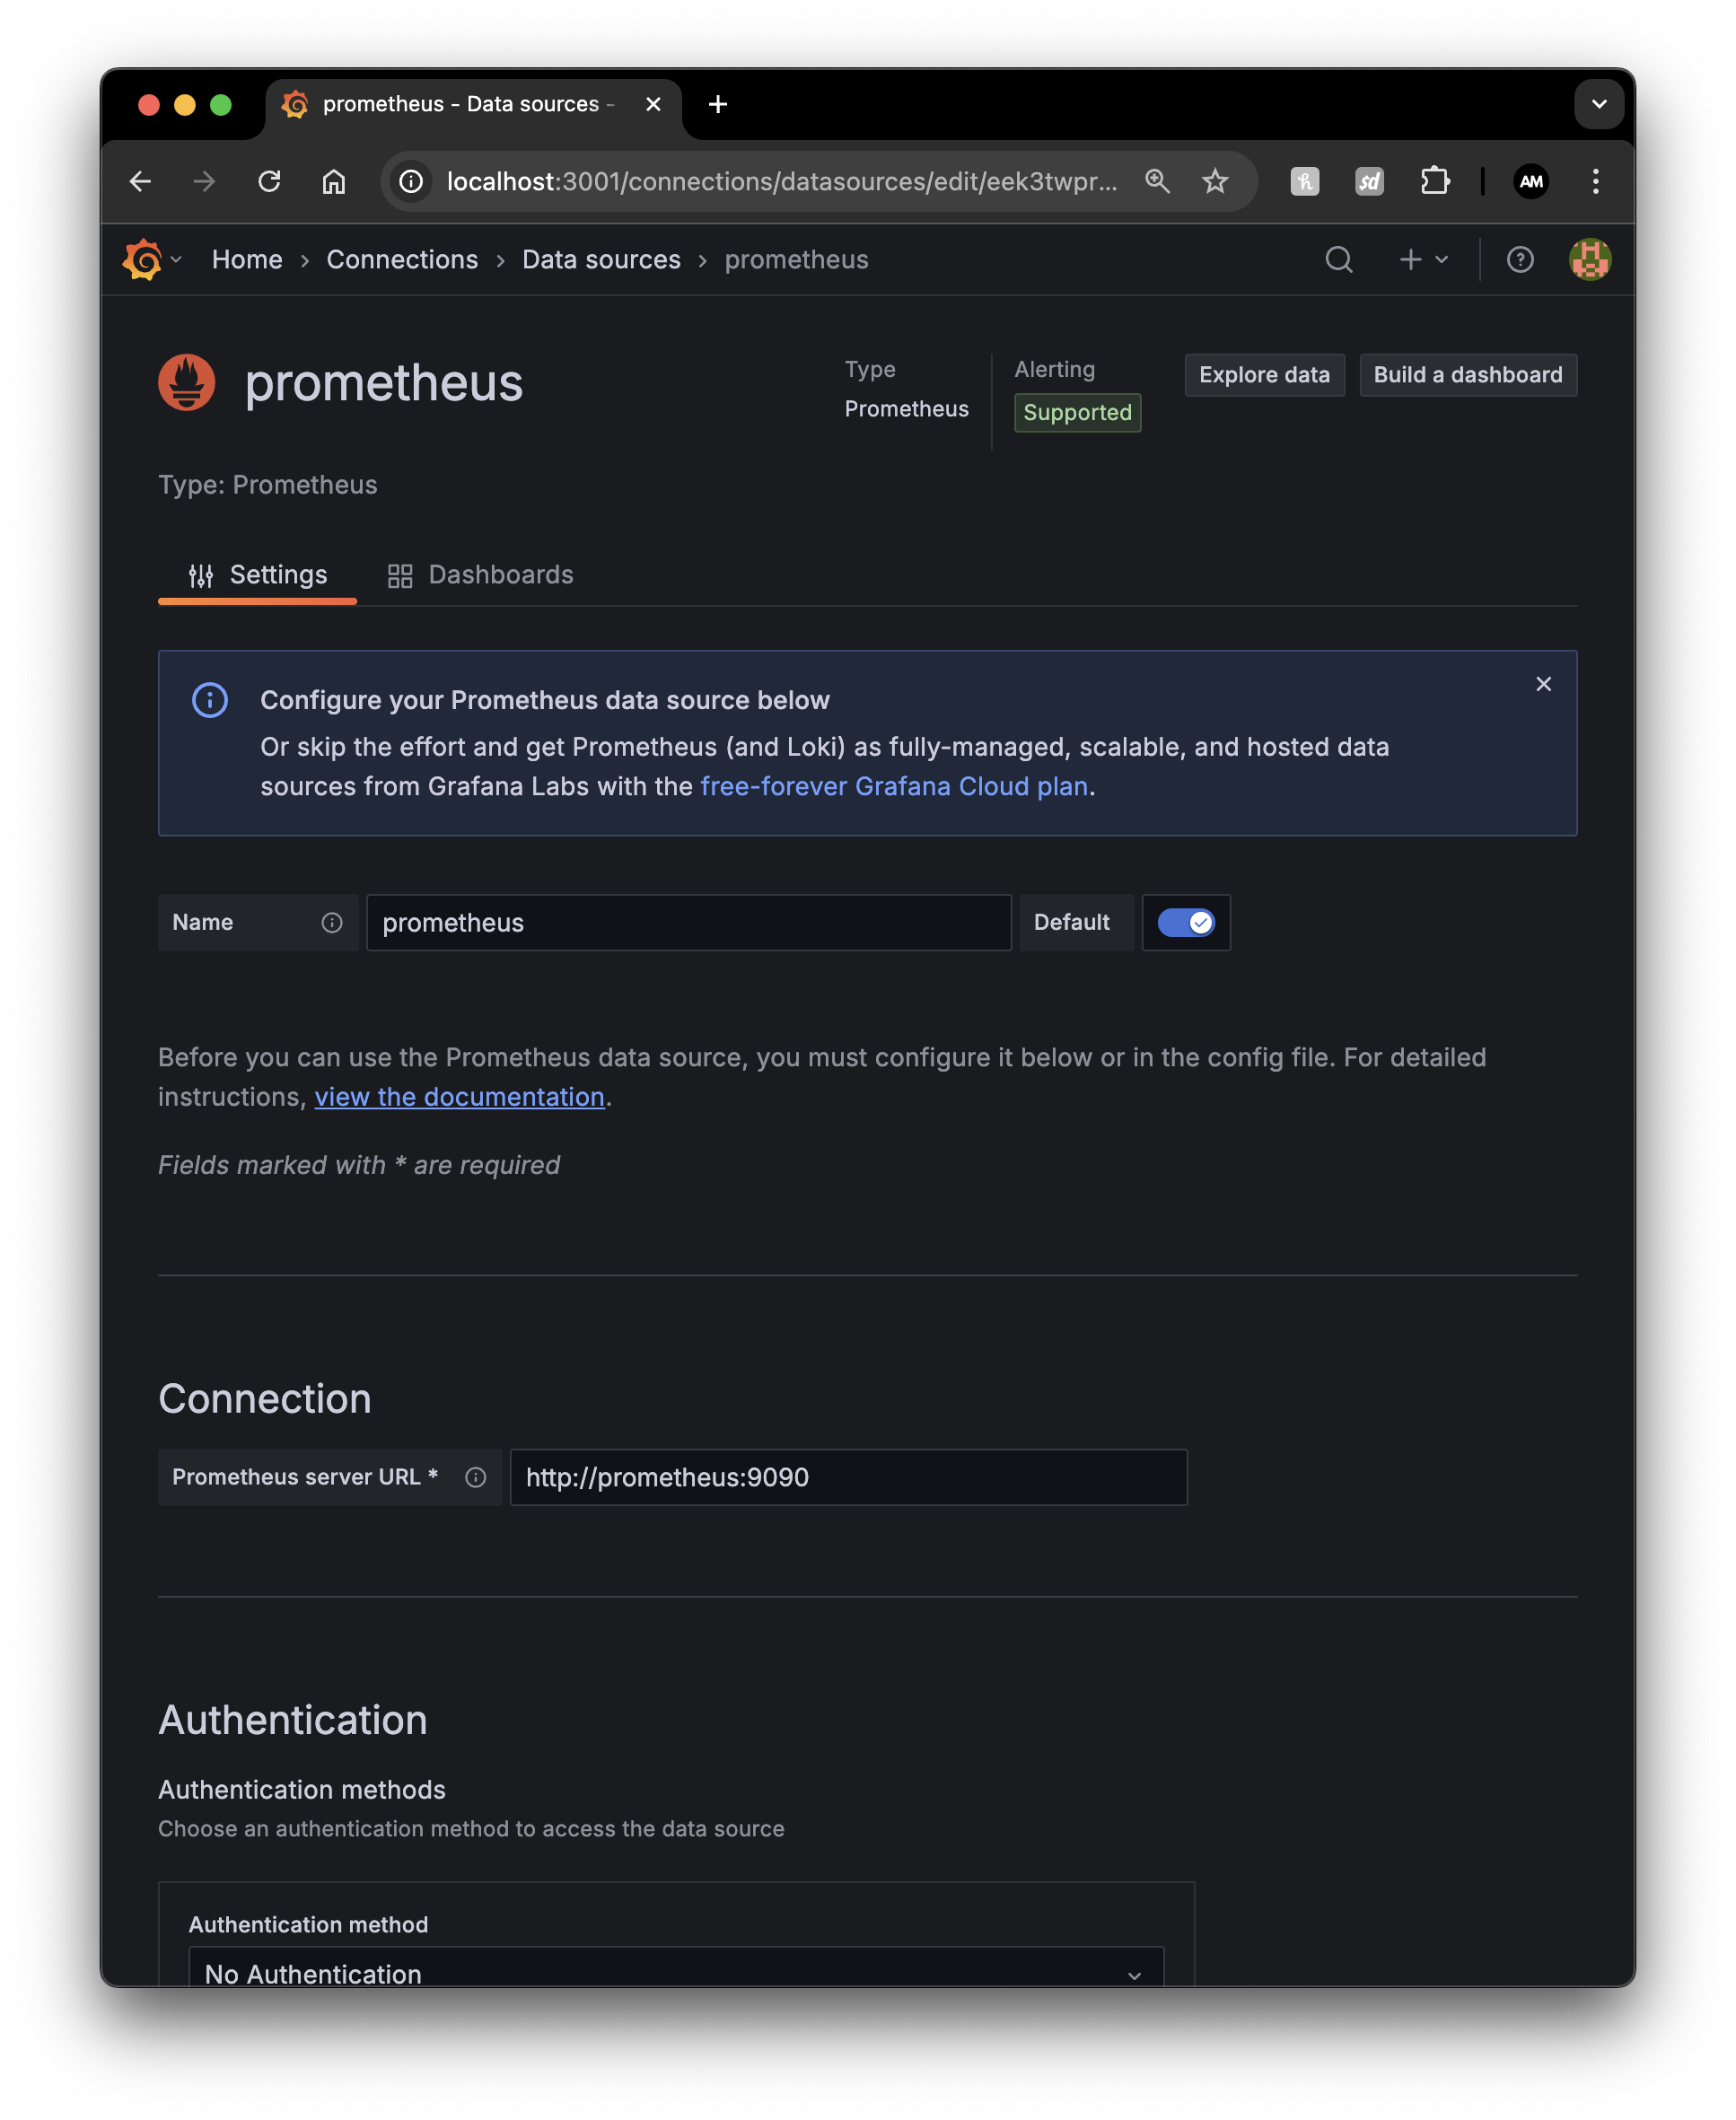 prometheus - Data sources -
localhost:3001/connections/datasources/edit/eek3twpr...
AM
Home › Connections › Data sources › prometheus
prometheus
Type
Prometheus
Alerting
Supported
Explore data
Build a dashboard
Type: Prometheus
Settings
Dashboards
Configure your Prometheus data source below
Or skip the effort and get Prometheus (and Loki) as fully-managed, scalable, and hosted data
sources from Grafana Labs with the free-forever Grafana Cloud plan.
Name
prometheus
Default
Before you can use the Prometheus data source, you must configure it below or in the config file. For detailed
instructions, view the documentation.
Fields marked with * are required
Connection
Prometheus server URL *
http://prometheus:9090
Authentication
Authentication methods
Choose an authentication method to access the data source
Authentication method
No Authentication